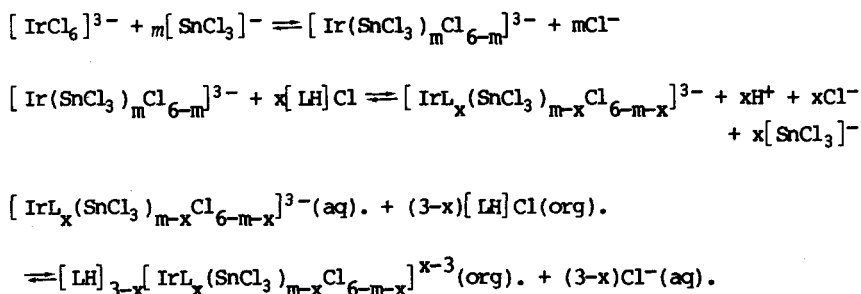 [ IrCl₆]³⁻ + m[ SnCl₃]⁻ ⇌ [ Ir(SnCl₃)ₘCl₆₋ₘ]³⁻ + mCl⁻
[ Ir(SnCl₃)ₘCl₆₋ₘ]³⁻ + x[ LH]Cl ⇌ [ IrLₓ(SnCl₃)ₘ₋ₓCl₆₋ₘ₋ₓ]³⁻ + xH⁺ + xCl⁻
+ x[ SnCl₃]⁻
[ IrLₓ(SnCl₃)ₘ₋ₓCl₆₋ₘ₋ₓ]³⁻(aq). + (3-x)[ LH]Cl(org).
⇌[ LH]₃₋ₓ[ IrLₓ(SnCl₃)ₘ₋ₓCl₆₋ₘ₋ₓ]ˣ⁻³(org). + (3-x)Cl⁻(aq).